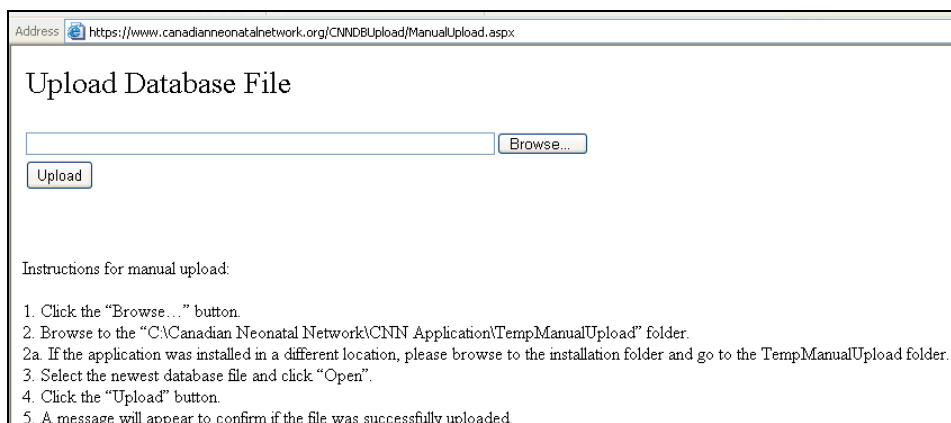 Address https://www.canadianneonatalnetwork.org/CNNDBUpload/ManualUpload.aspx
Upload Database File
Browse...
Upload
Instructions for manual upload:
1. Click the “Browse…” button.
2. Browse to the “C:\Canadian Neonatal Network\CNN Application\TempManualUpload” folder.
2a. If the application was installed in a different location, please browse to the installation folder and go to the TempManualUpload folder.
3. Select the newest database file and click “Open”.
4. Click the “Upload” button.
5. A message will appear to confirm if the file was successfully uploaded.